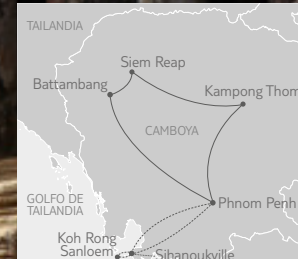 TAILANDIA
Siem Reap
Battambang
Kampong Thom
CAMBOYA
GOLFO DE
TAILANDIA
Phnom Penh
Koh Rong
Sanloem
Sihanoukville